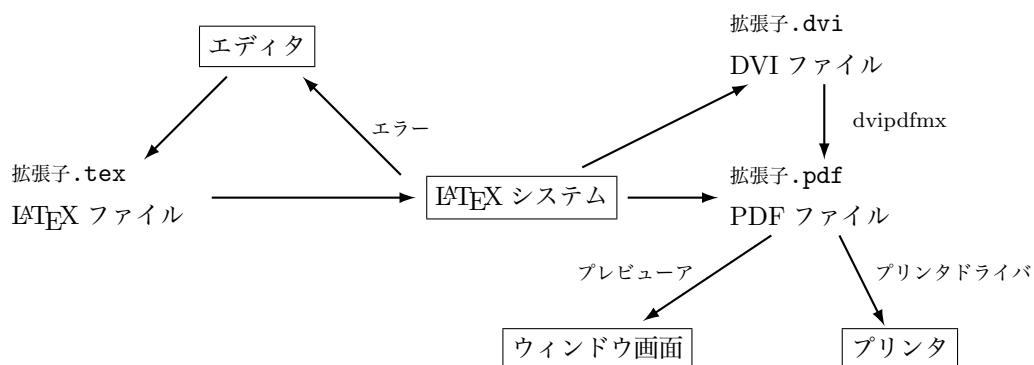 拡張子.dvi
エディタ
DVI ファイル
エラー
dvipdfmx
拡張子.tex
拡張子.pdf
LATEX ファイル
LATEX システム
PDF ファイル
プレビューア
プリンタドライバ
ウィンドウ画面
プリンタ